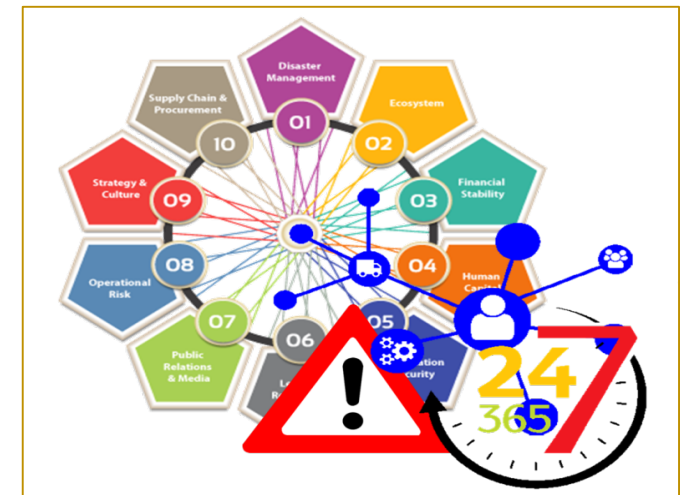 Disaster
Management
01
Ecosystem
02
Financial
Stability
03
Human
04
05
06
Public
Relations
& Media
07
Operational
Risk
08
Strategy &
Culture
09
Supply Chain &
Procurement
10
24
7
365